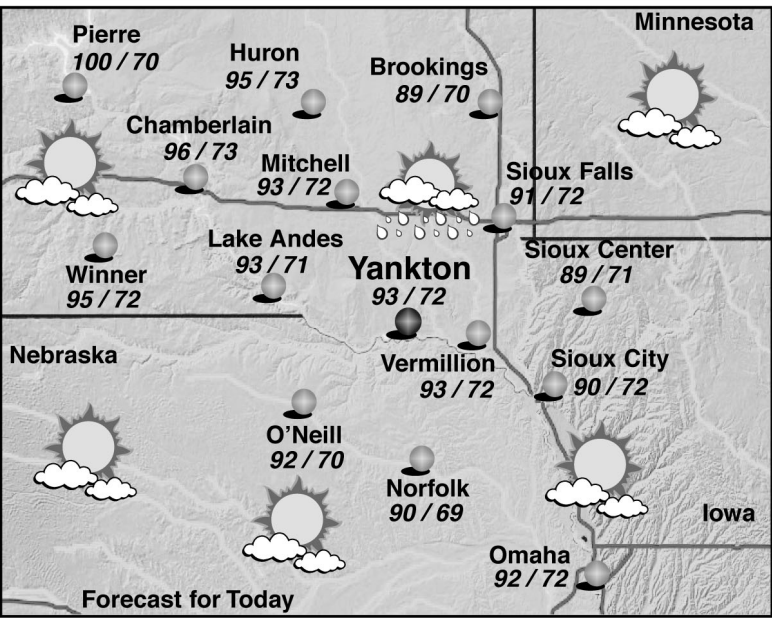 Minnesota
Pierre
100 / 70
Huron
95 / 73
Brookings
89 / 70
Chamberlain
96 / 73
Mitchell
93 / 72
Sioux Falls
91 / 72
Lake Andes
93 / 71
Winner
95 / 72
Yankton
93 / 72
Sioux Center
89 / 71
Nebraska
Vermillion
93 / 72
Sioux City
90 / 72
O’Neill
92 / 70
Norfolk
90 / 69
Iowa
Omaha
92 / 72
Forecast for Today